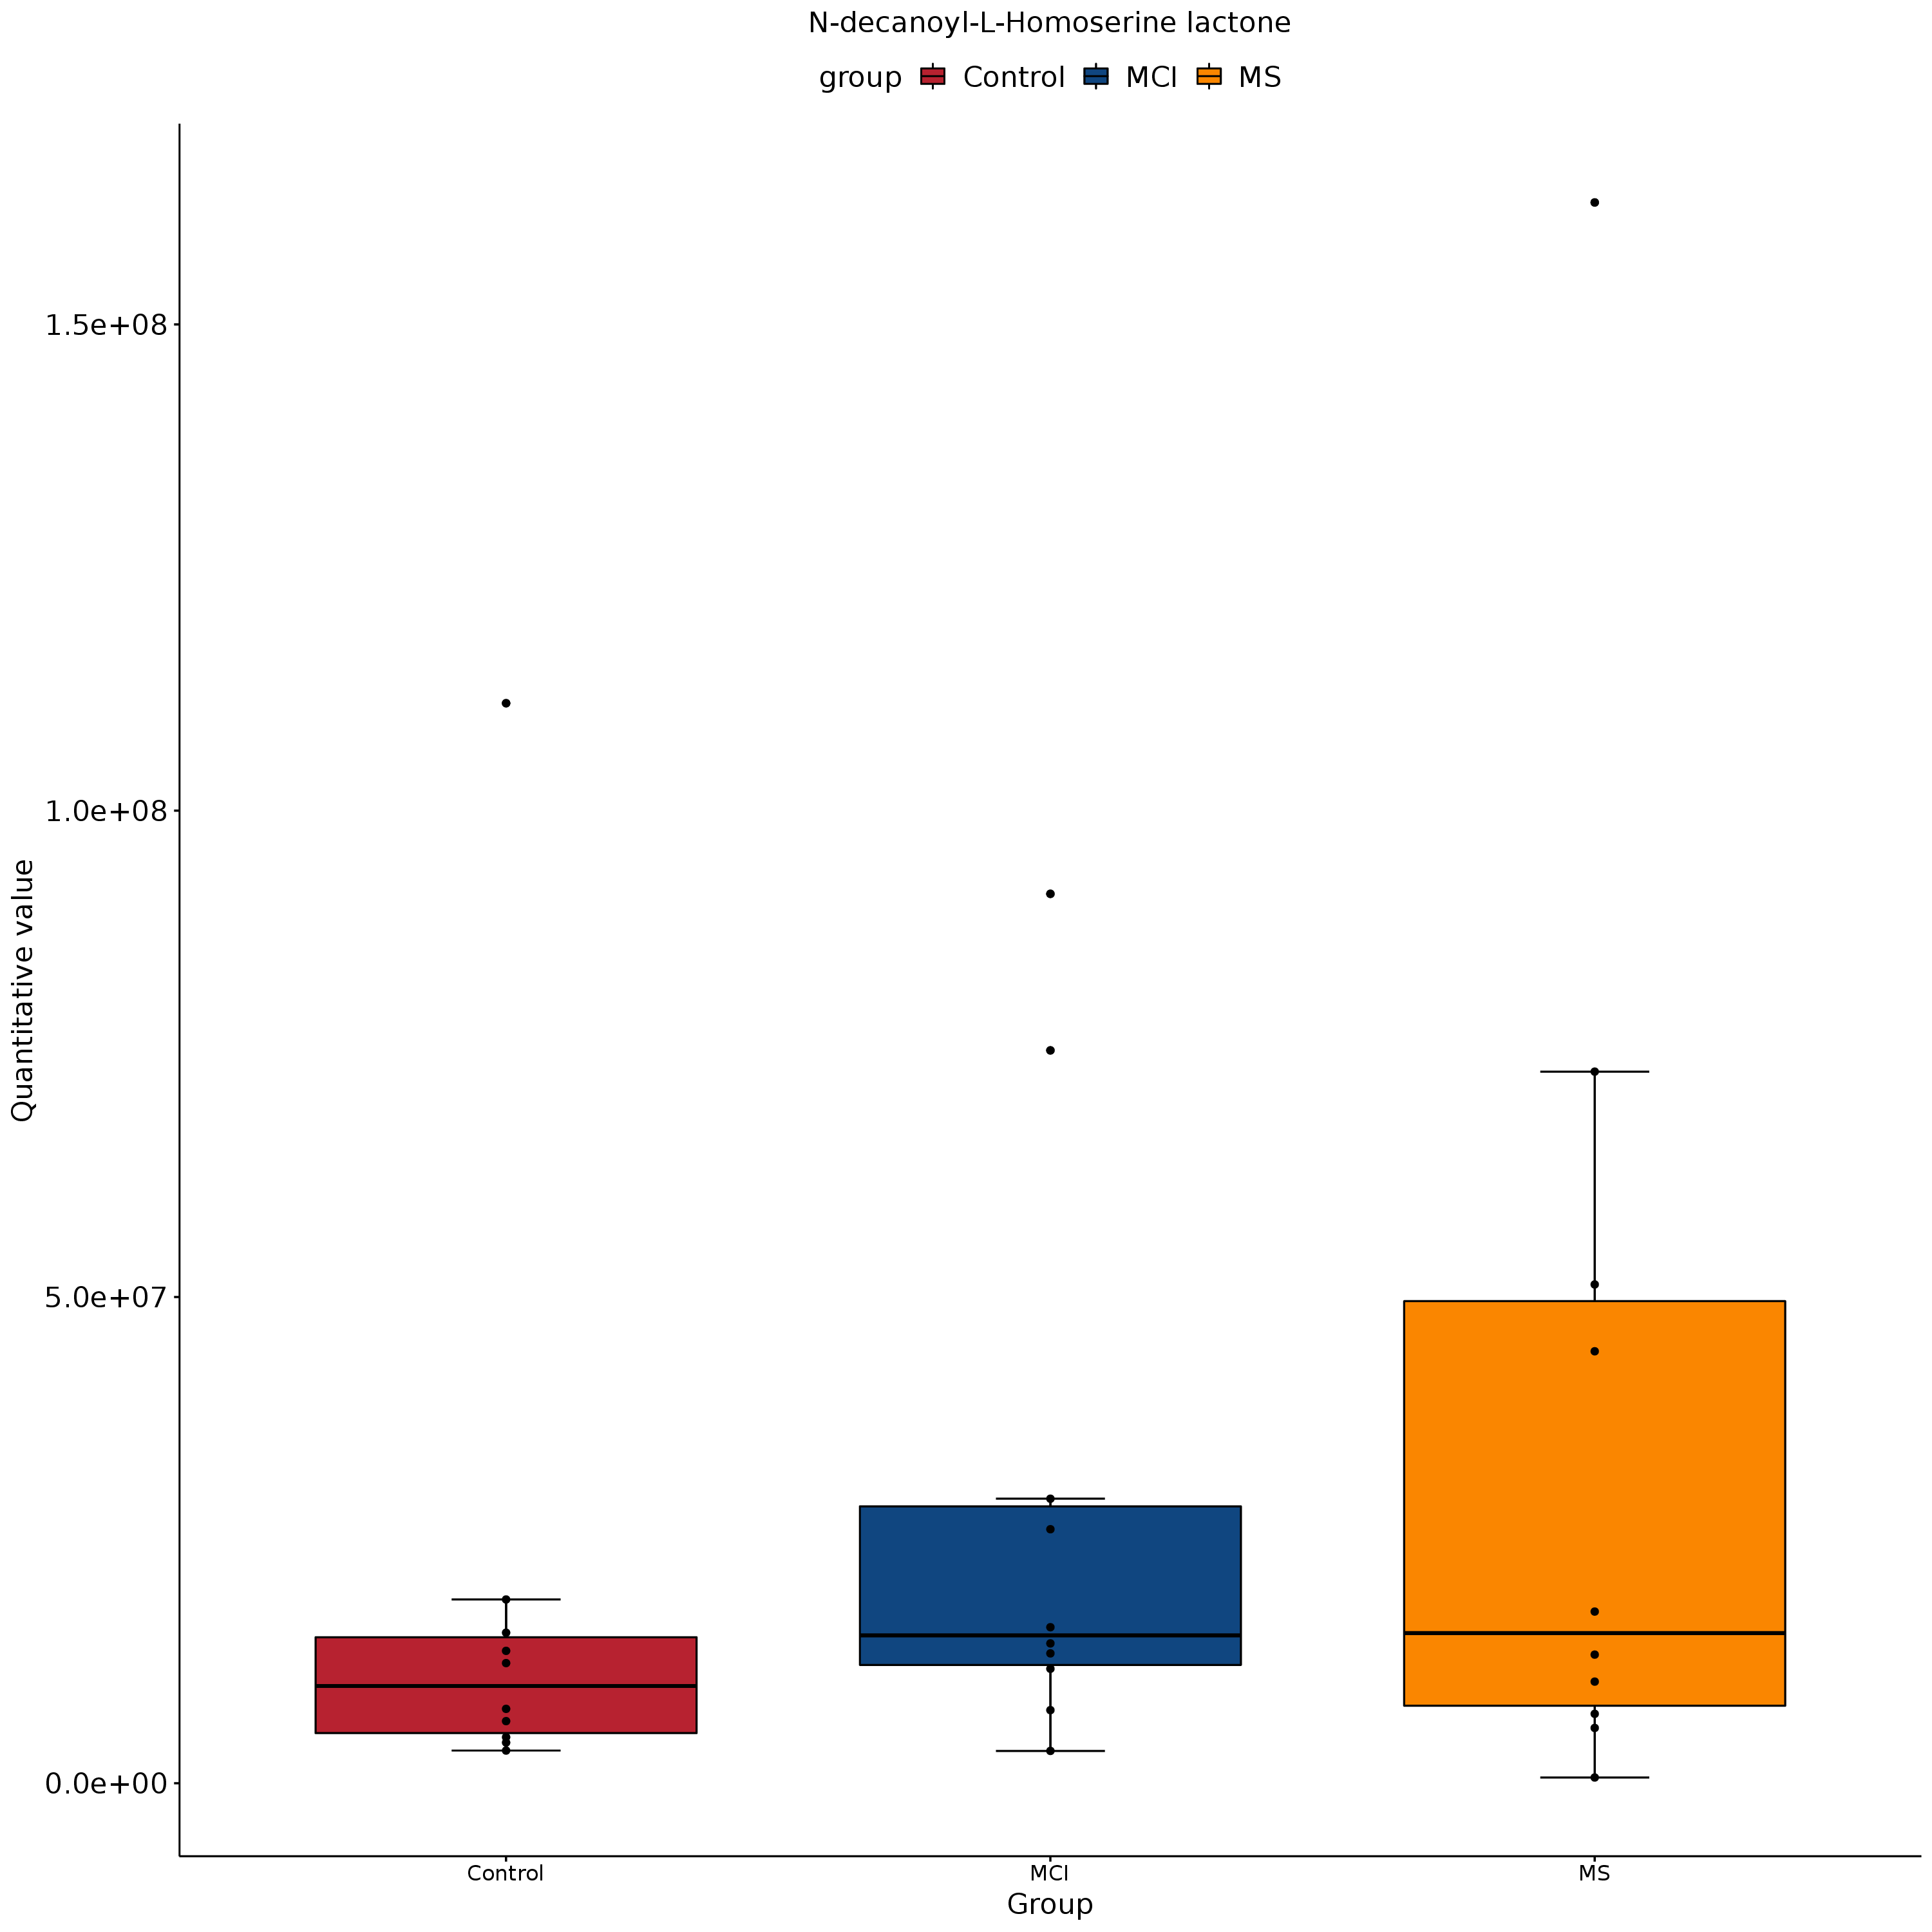 N-decanoyl-L-Homoserine lactone
group Control MCI MS
1.5e+08
1.0e+08
5.0e+07
0.0e+00
Quantitative value
Control MCI MS
Group